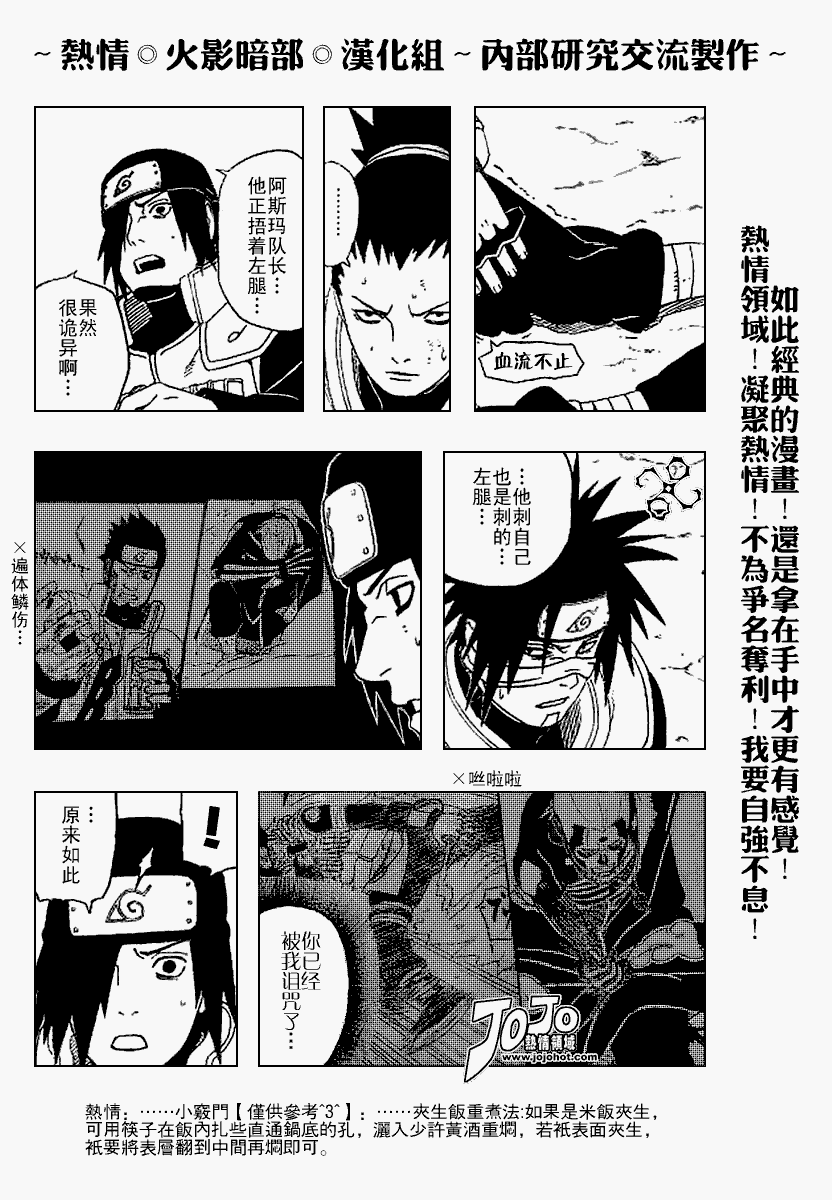 ~熱情◎火影暗部◎漢化組~內部研究交流製作~
血流不止
………
阿斯玛队长…
他正捂着左腿…
果然
很诡异啊…
…他刺自己
也是刺的…
左腿…
×遍体鳞伤…
×咝啦啦
你已经
被我诅咒了…
!
…
原来如此
JOJO
熱情領域
www.jojohot.com
如此經典的漫畫！還是拿在手中才更有感覺！
熱情領域！凝聚熱情！不為爭名奪利！我要自強不息！
熱情：……小竅門【僅供參考^3^】：……夾生飯重煮法:如果是米飯夾生，
可用筷子在飯內扎些直通鍋底的孔，灑入少許黃酒重燜，若衹表面夾生，
衹要將表層翻到中間再燜即可。